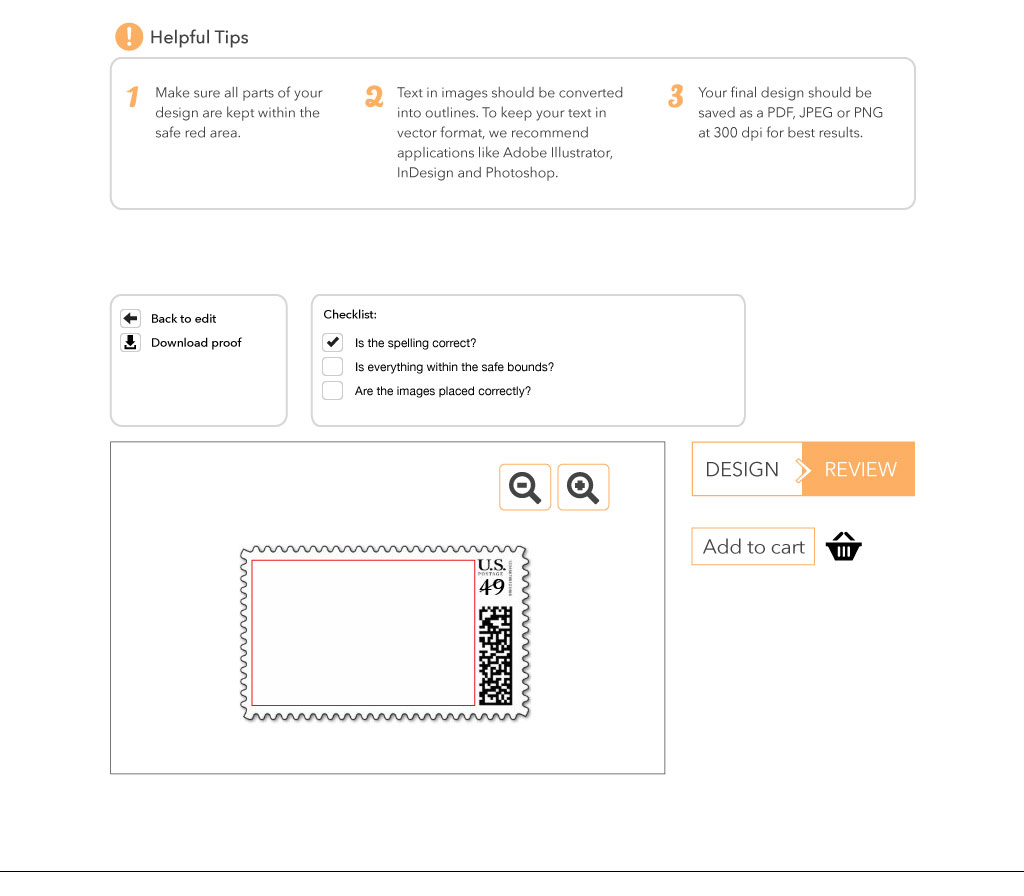 Helpful Tips
1 Make sure all parts of your
design are kept within the
safe red area.
2 Text in images should be converted
into outlines. To keep your text in
vector format, we recommend
applications like Adobe Illustrator,
InDesign and Photoshop.
3 Your final design should be
saved as a PDF, JPEG or PNG
at 300 dpi for best results.
Back to edit
Download proof
Checklist:
Is the spelling correct?
Is everything within the safe bounds?
Are the images placed correctly?
DESIGN
REVIEW
Add to cart
U.S.
POSTAGE
49